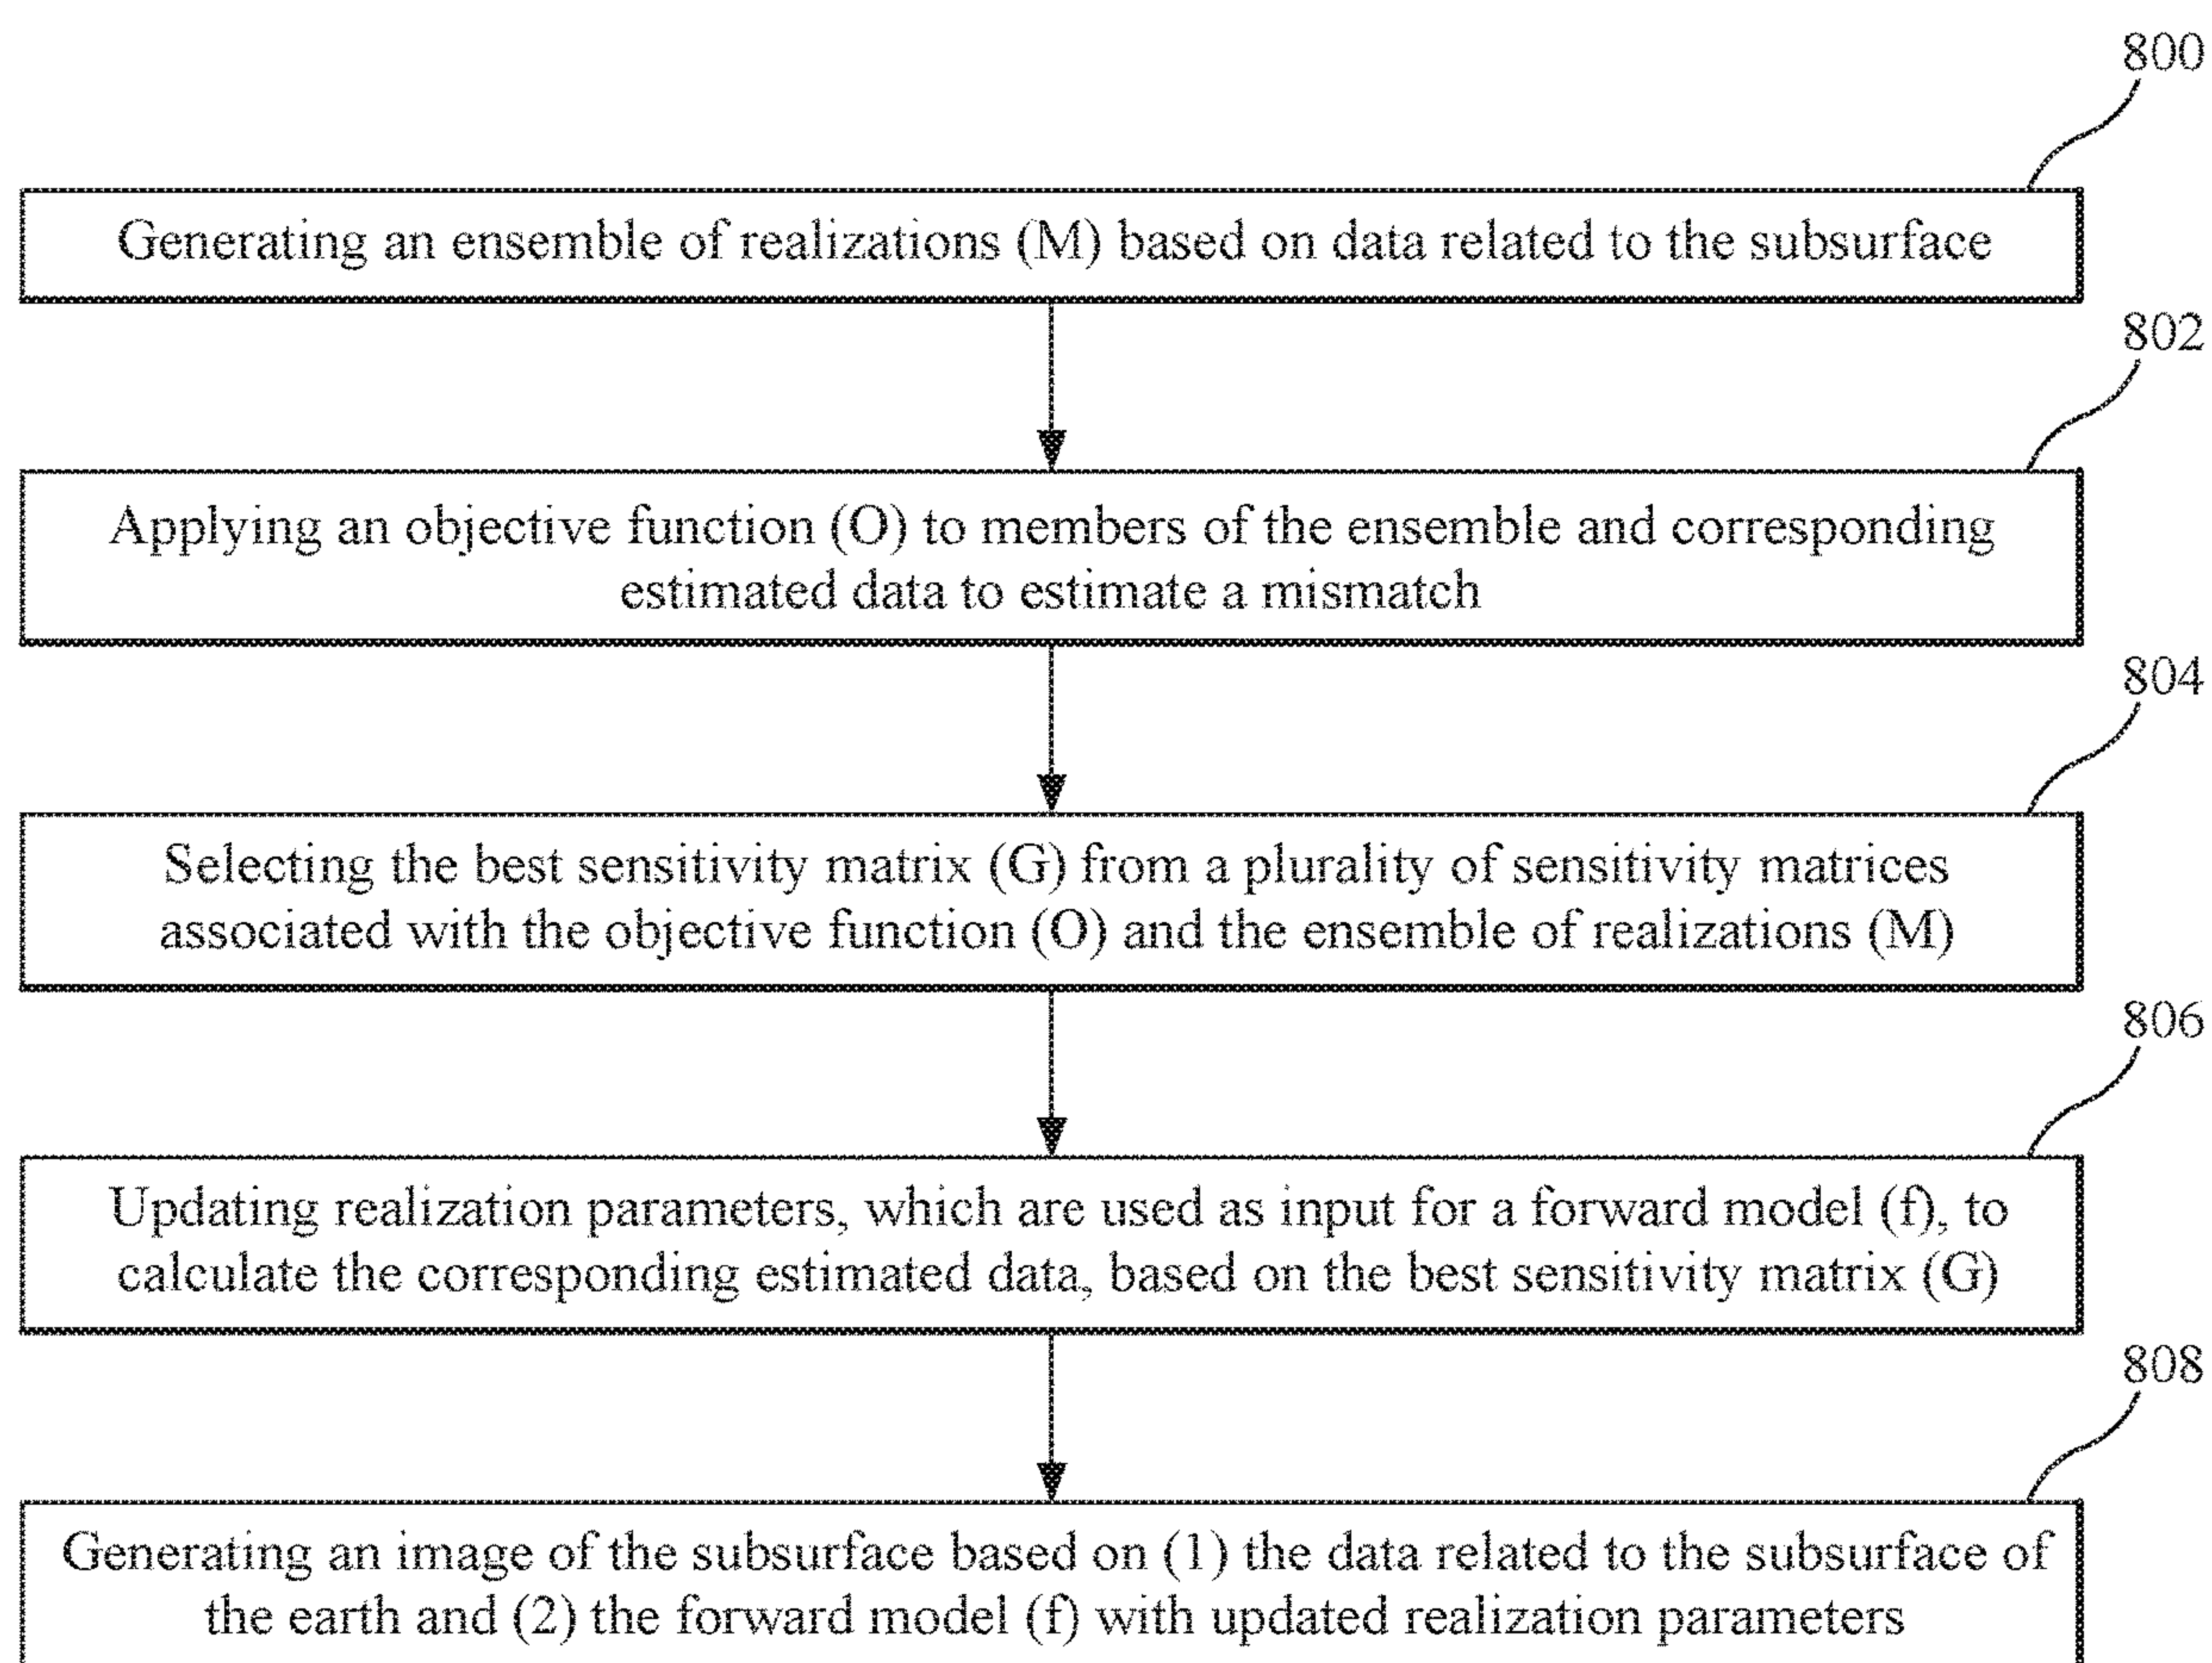 800
Generating an ensemble of realizations (M) based on data related to the subsurface
802
Applying an objective function (O) to members of the ensemble and corresponding
estimated data to estimate a mismatch
804
Selecting the best sensitivity matrix (G) from a plurality of sensitivity matrices
associated with the objective function (O) and the ensemble of realizations (M)
806
Updating realization parameters, which are used as input for a forward model (f), to
calculate the corresponding estimated data, based on the best sensitivity matrix (G)
808
Generating an image of the subsurface based on (1) the data related to the subsurface of
the earth and (2) the forward model (f) with updated realization parameters